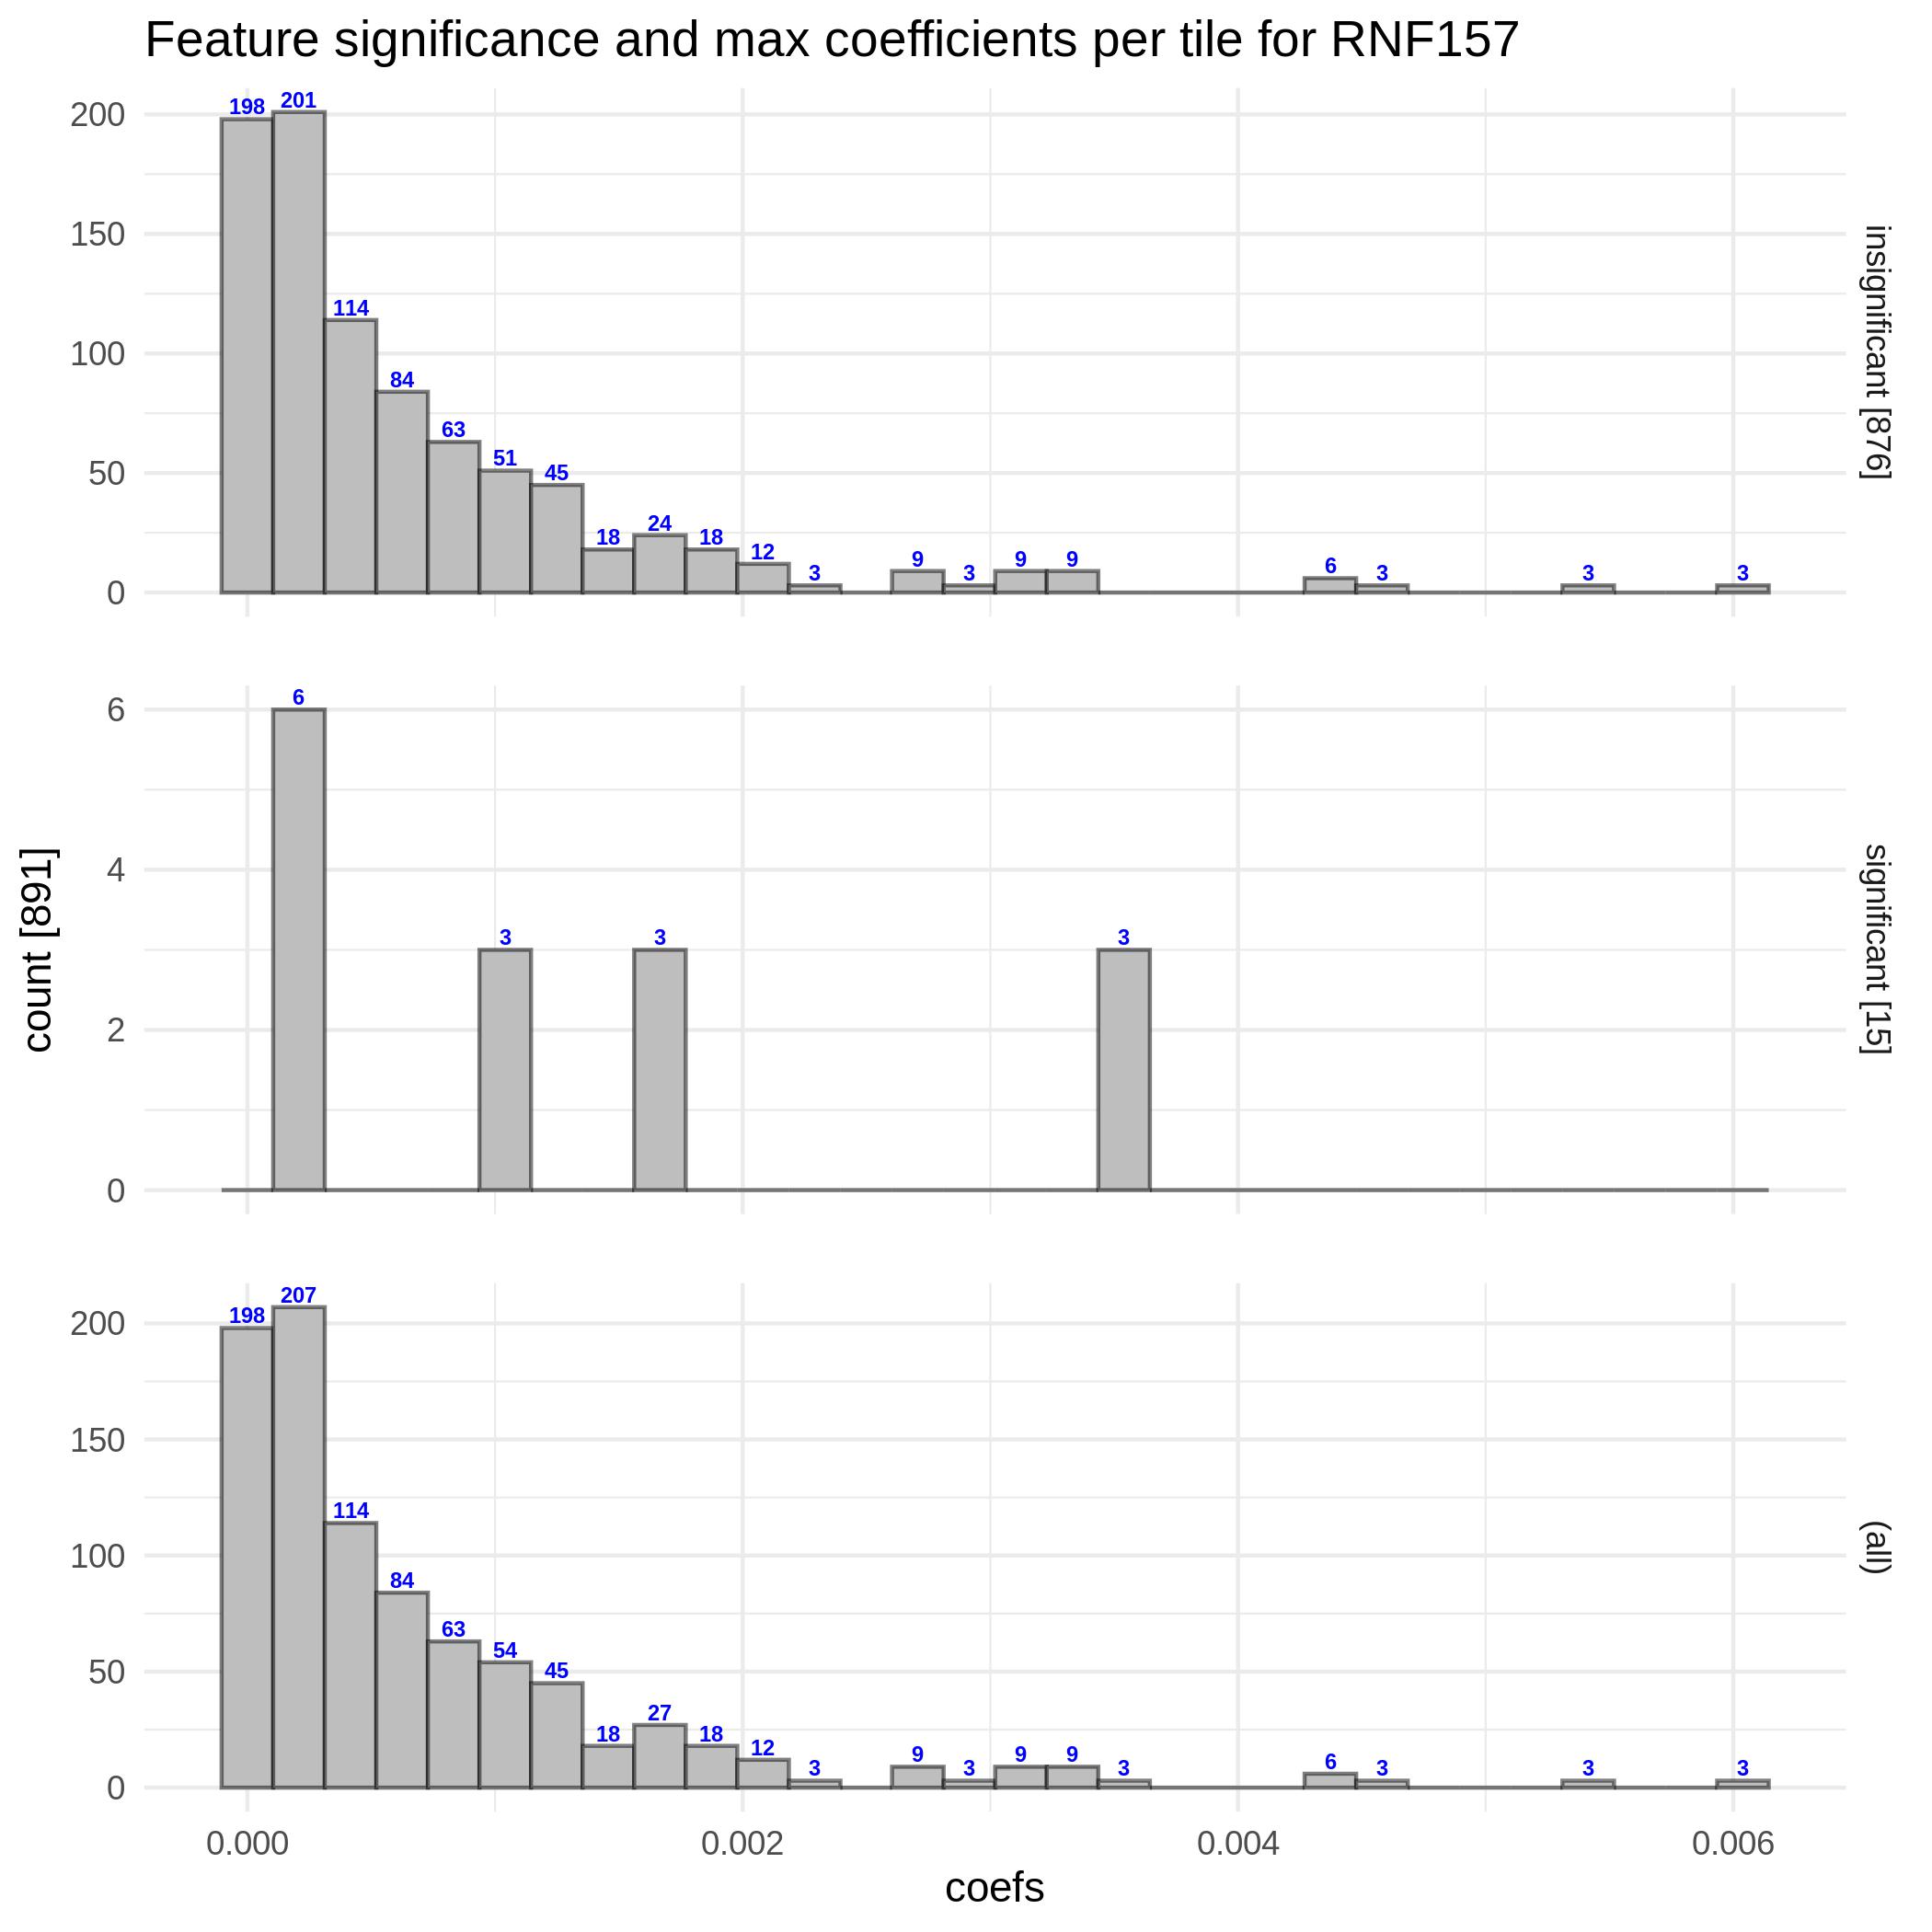 Feature significance and max coefficients per tile for RNF157
200
150
100
50
0
198 201 114 84 63 51 45 18 24 18 12 3 9 3 9 9 6 3 3 3
insignificant [876]
count [891]
6
4
2
0
6 3 3 3
significant [15]
200
150
100
50
0
198 207 114 84 63 54 45 18 27 18 12 3 9 3 9 9 3 6 3 3 3
(all)
0.000 0.002 0.004 0.006
coefs